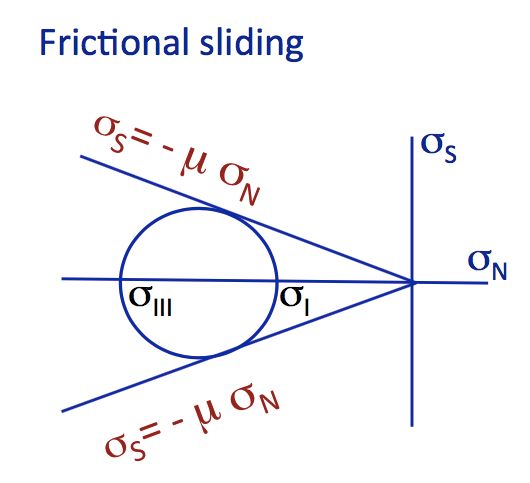 Frictional sliding
σS= - μ σN
σS
σN
σIII
σI
σS= - μ σN